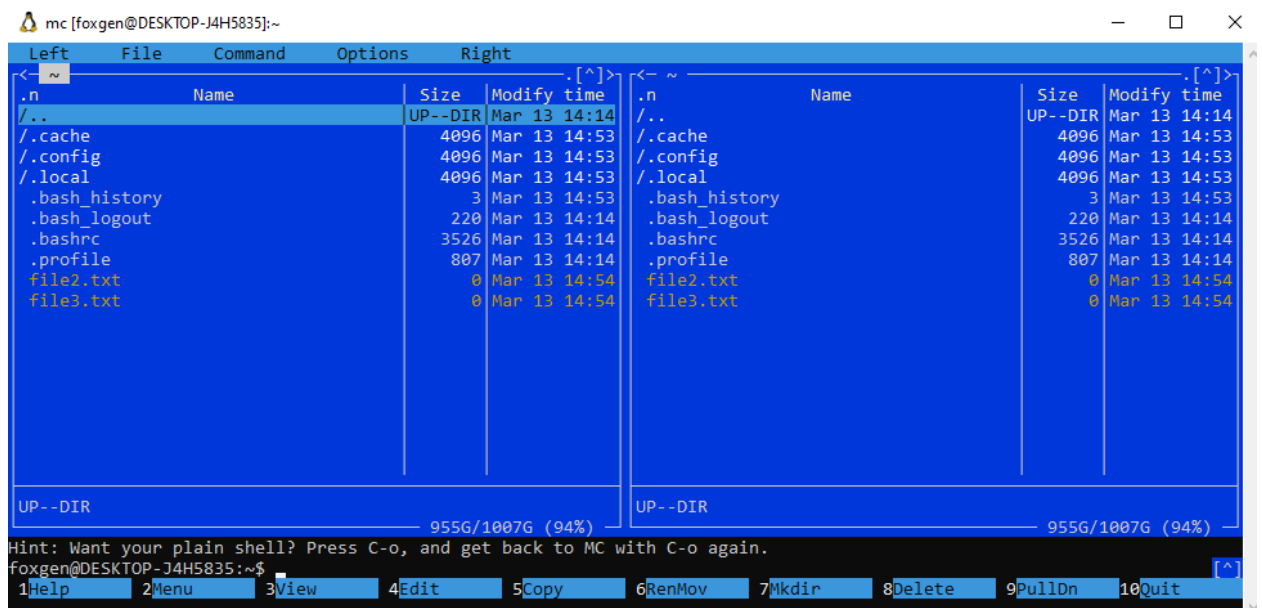 mc [foxgen@DESKTOP-J4H5835]:~
Left File Command Options Right
<- ~ .[^]> <- ~ .[^]>
.n Name Size Modify time .n Name Size Modify time
/.. UP--DIR Mar 13 14:14 /.. UP--DIR Mar 13 14:14
/.cache 4096 Mar 13 14:53 /.cache 4096 Mar 13 14:53
/.config 4096 Mar 13 14:53 /.config 4096 Mar 13 14:53
/.local 4096 Mar 13 14:53 /.local 4096 Mar 13 14:53
.bash_history 3 Mar 13 14:53 .bash_history 3 Mar 13 14:53
.bash_logout 220 Mar 13 14:14 .bash_logout 220 Mar 13 14:14
.bashrc 3526 Mar 13 14:14 .bashrc 3526 Mar 13 14:14
.profile 807 Mar 13 14:14 .profile 807 Mar 13 14:14
file2.txt 0 Mar 13 14:54 file2.txt 0 Mar 13 14:54
file3.txt 0 Mar 13 14:54 file3.txt 0 Mar 13 14:54
UP--DIR UP--DIR
955G/1007G (94%) 955G/1007G (94%)
Hint: Want your plain shell? Press C-o, and get back to MC with C-o again.
foxgen@DESKTOP-J4H5835:~$ [^]
1Help 2Menu 3View 4Edit 5Copy 6RenMov 7Mkdir 8Delete 9PullDn 10Quit